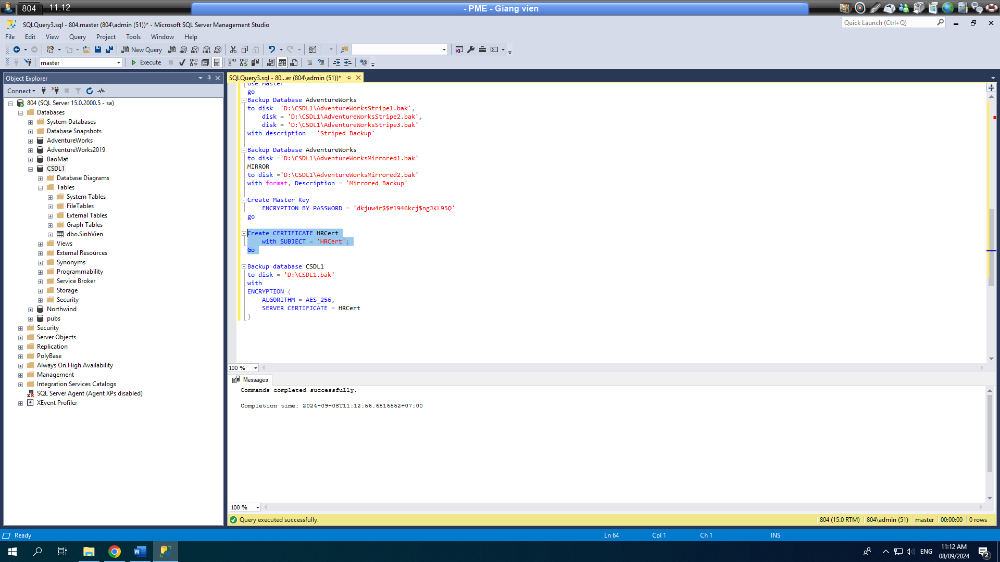 804
11:12
- PME - Giang vien
SQLQuery3.sql - 804.master (804\admin (51))* - Microsoft SQL Server Management Studio
Quick Launch (Ctrl+Q)
File Edit View Query Project Tools Window Help
New Query
MDX DMX XMLA DAX
master
Execute
Object Explorer
Connect
804 (SQL Server 15.0.2000.5 - sa)
Databases
System Databases
Database Snapshots
AdventureWorks
AdventureWorks2019
BaoMat
CSDL1
Database Diagrams
Tables
System Tables
FileTables
External Tables
Graph Tables
dbo.SinhVien
Views
External Resources
Synonyms
Programmability
Service Broker
Storage
Security
Northwind
pubs
Security
Server Objects
Replication
PolyBase
Always On High Availability
Management
Integration Services Catalogs
SQL Server Agent (Agent XPs disabled)
XEvent Profiler
SQLQuery3.sql - 80...er (804\admin (51))*
Use Master
go
Backup Database AdventureWorks
to disk ='D:\CSDL1\AdventureWorksStripe1.bak',
disk = 'D:\CSDL1\AdventureWorksStripe2.bak',
disk = 'D:\CSDL1\AdventureWorksStripe3.bak'
with description = 'Striped Backup'
Backup Database AdventureWorks
to disk ='D:\CSDL1\AdventureWorksMirrored1.bak'
MIRROR
to disk ='D:\CSDL1\AdventureWorksMirrored2.bak'
with format, Description = 'Mirrored Backup'
Create Master Key
ENCRYPTION BY PASSWORD = 'dkjuw4r$$#1946kcj$ngJKL95Q'
go
Create CERTIFICATE HRCert
with SUBJECT = 'HRCert';
Go
Backup database CSDL1
to disk = 'D:\CSDL1.bak'
with
ENCRYPTION (
ALGORITHM = AES_256,
SERVER CERTIFICATE = HRCert
)
100 %
Messages
Commands completed successfully.
Completion time: 2024-09-08T11:12:56.6516552+07:00
100 %
Query executed successfully.
804 (15.0 RTM) 804\admin (51) master 00:00:00 0 rows
Ready
Ln 64 Col 1 Ch 1 INS
ENG
11:12 AM
08/09/2024
2